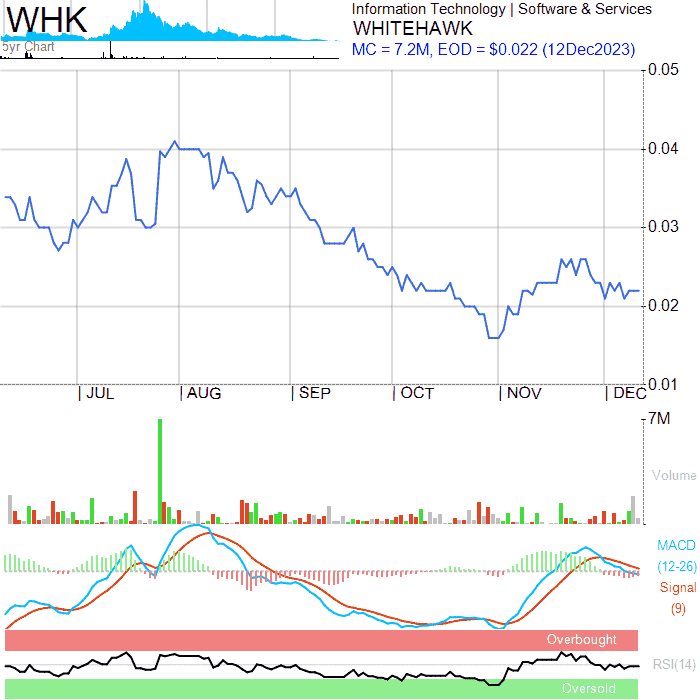 WHK
5yr Chart
Information Technology | Software & Services
WHITEHAWK
MC = 7.2M, EOD = $0.022 (12Dec2023)
0.05
0.04
0.03
0.02
0.01
| JUL | AUG | SEP | OCT | NOV | DEC
7M
Volume
MACD
(12-26)
Signal
(9)
Overbought
RSI(14)
Oversold